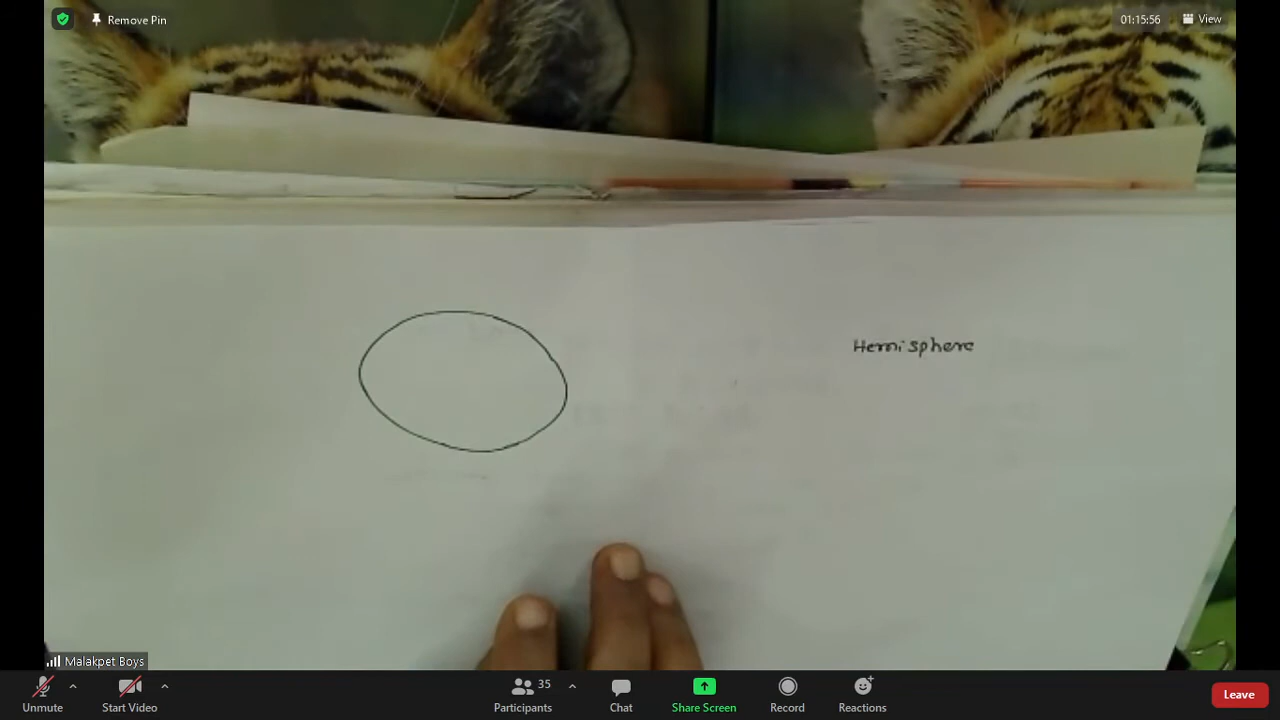 Remove Pin
01:15:56 View
Hemisphere
Malakpet Boys
Unmute Start Video Participants 35 Chat Share Screen Record Reactions Leave